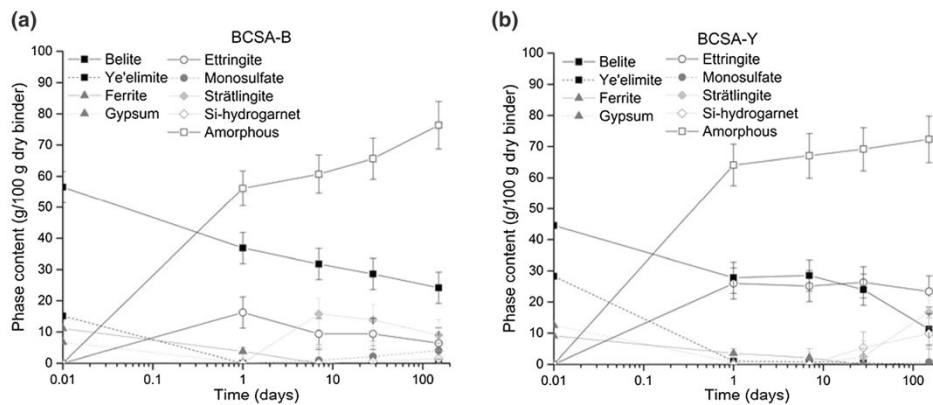 (a)
BCSA-B
Belite
Ye'elimite
Ferrite
Gypsum
Ettringite
Monosulfate
Strätlingite
Si-hydrogarnet
Amorphous
Phase content (g/100 g dry binder)
100
90
80
70
60
50
40
30
20
10
0
0.01
0.1
1
10
100
Time (days)
(b)
BCSA-Y
Belite
Ye'elimite
Ferrite
Gypsum
Ettringite
Monosulfate
Strätlingite
Si-hydrogarnet
Amorphous
Phase content (g/100 g dry binder)
100
90
80
70
60
50
40
30
20
10
0
0.01
0.1
1
10
100
Time (days)